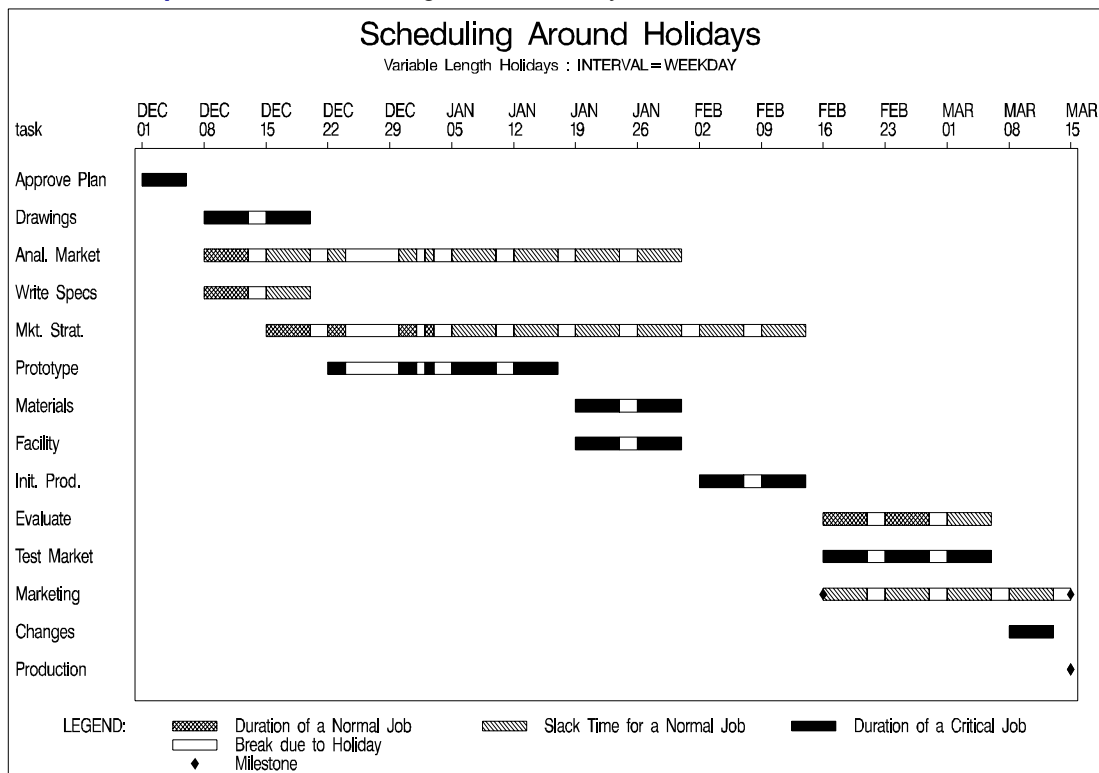 Scheduling Around Holidays
Variable Length Holidays : INTERVAL=WEEKDAY
DEC DEC DEC DEC DEC JAN JAN JAN JAN FEB FEB FEB FEB MAR MAR MAR
task 01 08 15 22 29 05 12 19 26 02 09 16 23 01 08 15
Approve Plan
Drawings
Anal. Market
Write Specs
Mkt. Strat.
Prototype
Materials
Facility
Init. Prod.
Evaluate
Test Market
Marketing
Changes
Production
LEGEND: Duration of a Normal Job Slack Time for a Normal Job Duration of a Critical Job
Break due to Holiday
Milestone